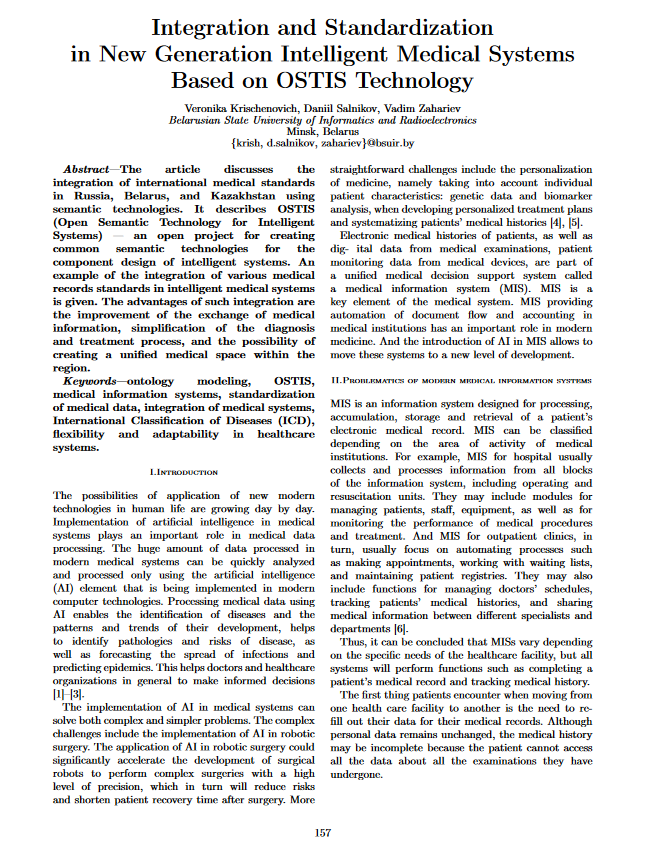 Integration and Standardization
in New Generation Intelligent Medical Systems
Based on OSTIS Technology
Veronika Krischenovich, Daniil Salnikov, Vadim Zahariev
Belarusian State University of Informatics and Radioelectronics
Minsk, Belarus
{krish, d.salnikov, zahariev}@bsuir.by
Abstract—The article discusses the
integration of international medical standards
in Russia, Belarus, and Kazakhstan using
semantic technologies. It describes OSTIS
(Open Semantic Technology for Intelligent
Systems) — an open project for creating
common semantic technologies for the
component design of intelligent systems. An
example of the integration of various medical
records standards in intelligent medical systems
is given. The advantages of such integration are
the improvement of the exchange of medical
information, simplification of the diagnosis
and treatment process, and the possibility of
creating a unified medical space within the
region.
Keywords—ontology modeling, OSTIS,
medical information systems, standardization
of medical data, integration of medical systems,
International Classification of Diseases (ICD),
flexibility and adaptability in healthcare
systems.
I.Introduction
The possibilities of application of new modern
technologies in human life are growing day by day.
Implementation of artificial intelligence in medical
systems plays an important role in medical data
processing. The huge amount of data processed in
modern medical systems can be quickly analyzed
and processed only using the artificial intelligence
(AI) element that is being implemented in modern
computer technologies. Processing medical data using
AI enables the identification of diseases and the
patterns and trends of their development, helps
to identify pathologies and risks of disease, as
well as forecasting the spread of infections and
predicting epidemics. This helps doctors and healthcare
organizations in general to make informed decisions
[1]–[3].
The implementation of AI in medical systems can
solve both complex and simpler problems. The complex
challenges include the implementation of AI in robotic
surgery. The application of AI in robotic surgery could
significantly accelerate the development of surgical
robots to perform complex surgeries with a high
level of precision, which in turn will reduce risks
and shorten patient recovery time after surgery. More
straightforward challenges include the personalization
of medicine, namely taking into account individual
patient characteristics: genetic data and biomarker
analysis, when developing personalized treatment plans
and systematizing patients' medical histories [4], [5].
Electronic medical histories of patients, as well as
dig- ital data from medical examinations, patient
monitoring data from medical devices, are part of
a unified medical decision support system called
a medical information system (MIS). MIS is a
key element of the medical system. MIS providing
automation of document flow and accounting in
medical institutions has an important role in modern
medicine. And the introduction of AI in MIS allows to
move these systems to a new level of development.
II.Problematics of modern medical information systems
MIS is an information system designed for processing,
accumulation, storage and retrieval of a patient's
electronic medical record. MIS can be classified
depending on the area of activity of medical
institutions. For example, MIS for hospital usually
collects and processes information from all blocks
of the information system, including operating and
resuscitation units. They may include modules for
managing patients, staff, equipment, as well as for
monitoring the performance of medical procedures
and treatment. And MIS for outpatient clinics, in
turn, usually focus on automating processes such
as making appointments, working with waiting lists,
and maintaining patient registries. They may also
include functions for managing doctors' schedules,
tracking patients' medical histories, and sharing
medical information between different specialists and
departments [6].
Thus, it can be concluded that MISs vary depending
on the specific needs of the healthcare facility, but all
systems will perform functions such as completing a
patient's medical record and tracking medical history.
The first thing patients encounter when moving from
one health care facility to another is the need to re-
fill out their data for their medical records. Although
personal data remains unchanged, the medical history
may be incomplete because the patient cannot access
all the data about all the examinations they have
undergone.
157